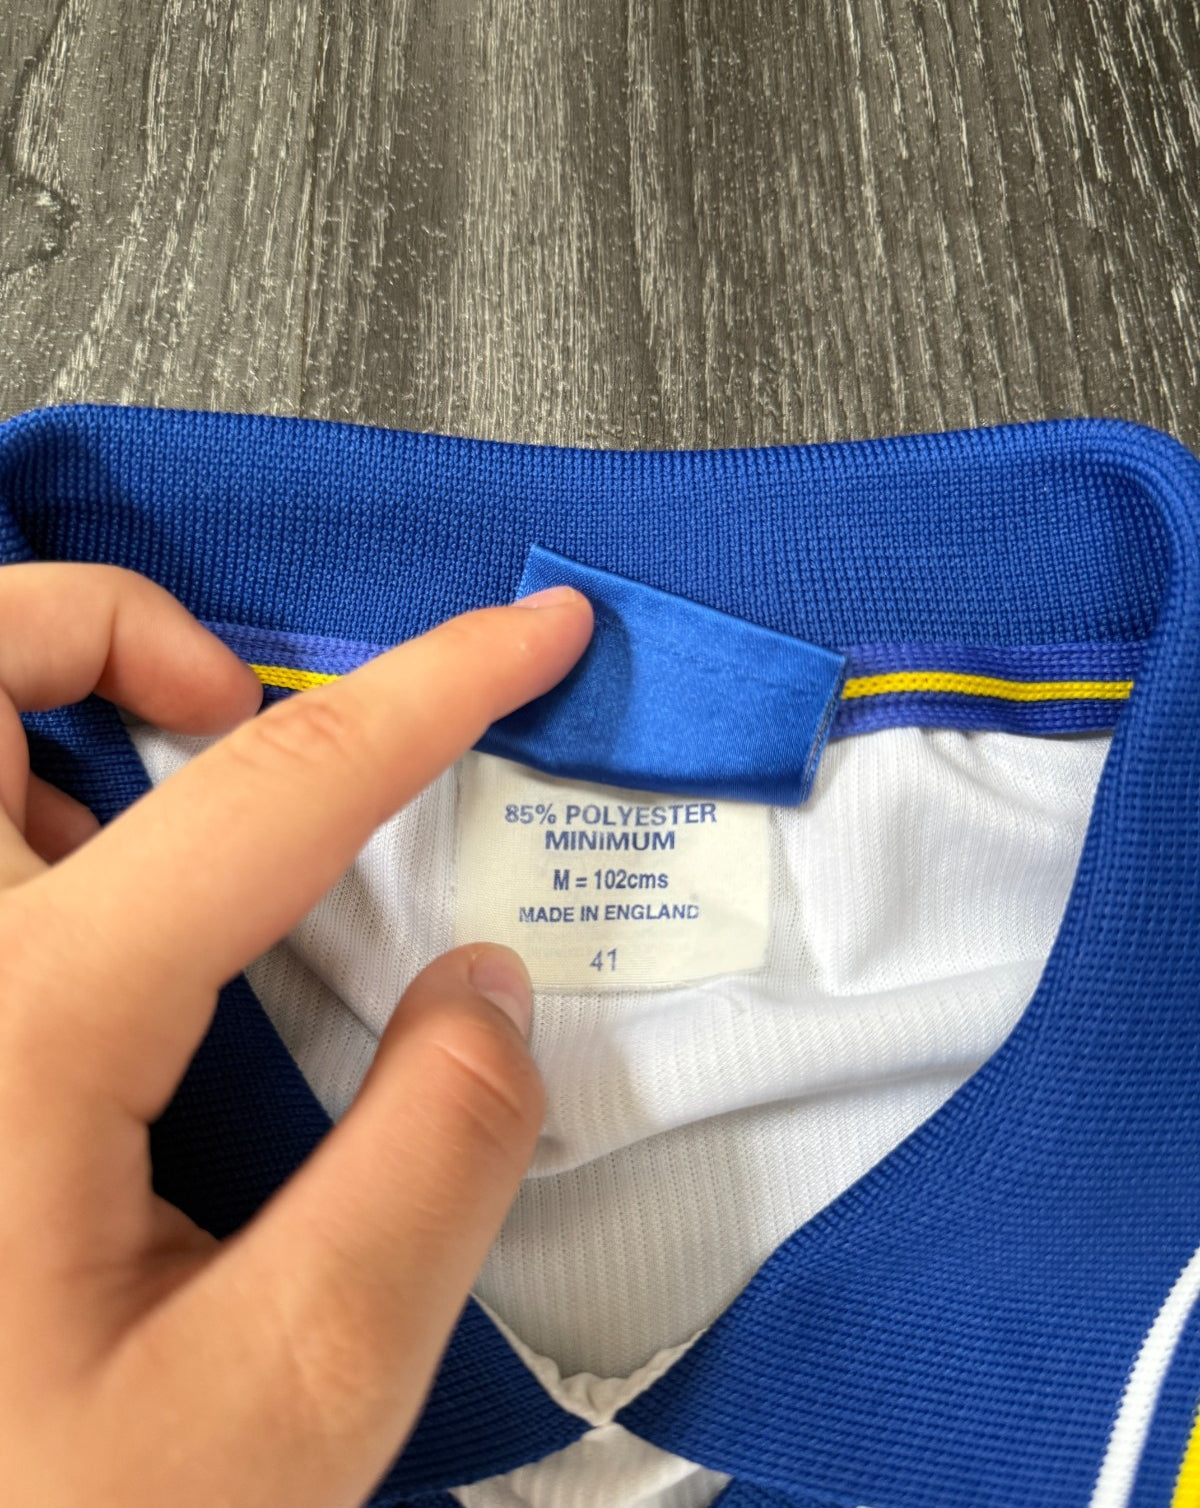 85% POLYESTER
MINIMUM
M = 102cms
MADE IN ENGLAND
41